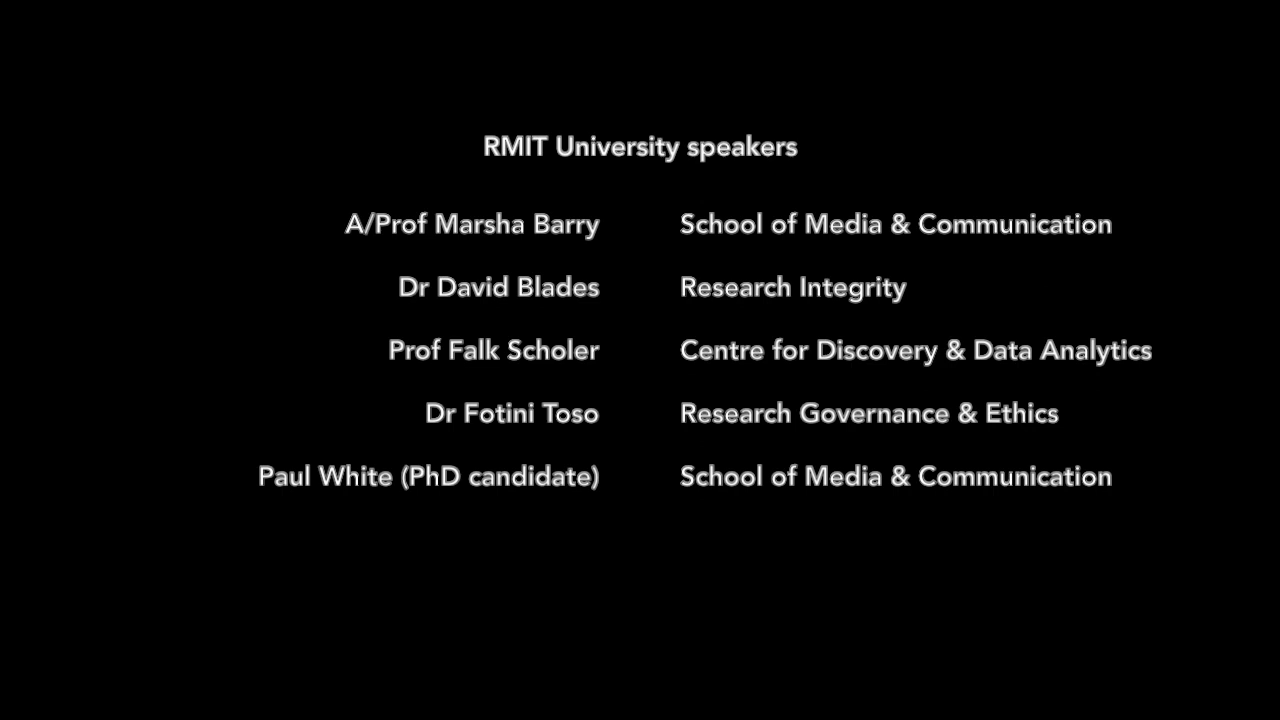 RMIT University speakers
A/Prof Marsha Barry School of Media & Communication
Dr David Blades Research Integrity
Prof Falk Scholer Centre for Discovery & Data Analytics
Dr Fotini Toso Research Governance & Ethics
Paul White (PhD candidate) School of Media & Communication